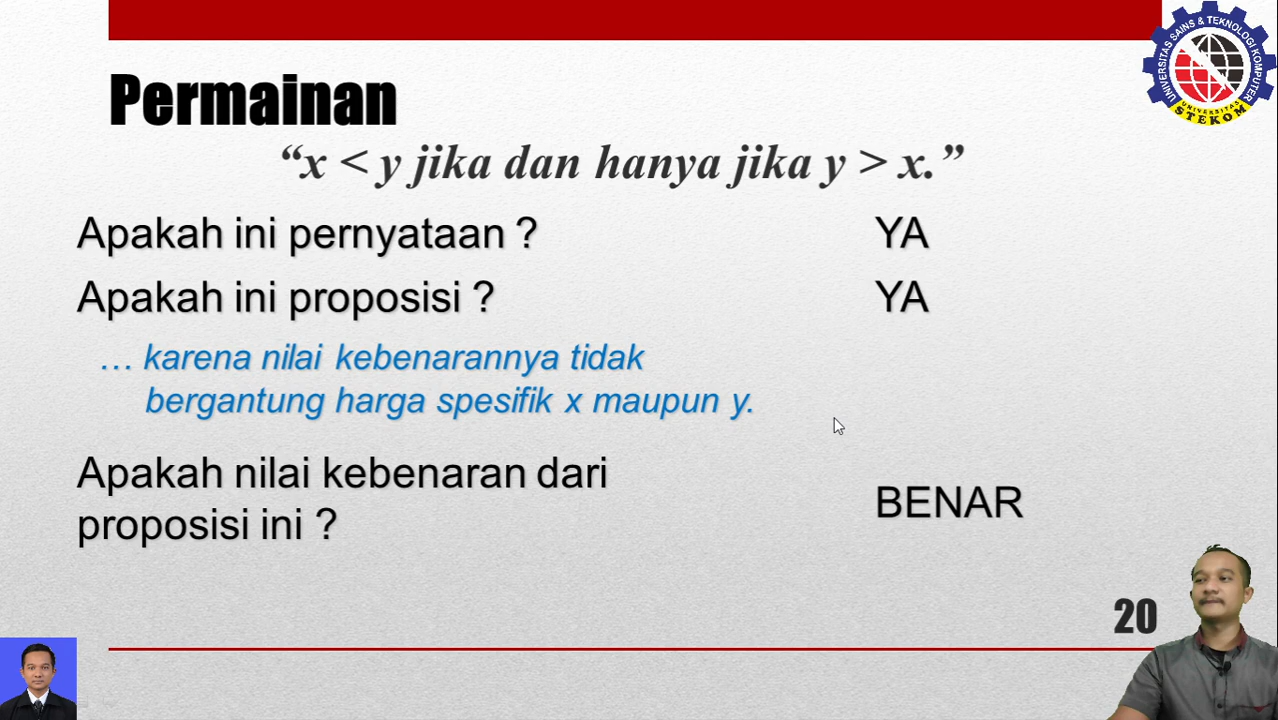 UNIVERSITAS SAINS & TEKNOLOGI KOMPUTER
UNIVERSITAS
STEKOM
Permainan
“x < y jika dan hanya jika y > x.”
Apakah ini pernyataan ? YA
Apakah ini proposisi ? YA
… karena nilai kebenarannya tidak
bergantung harga spesifik x maupun y.
Apakah nilai kebenaran dari
proposisi ini ? BENAR
20